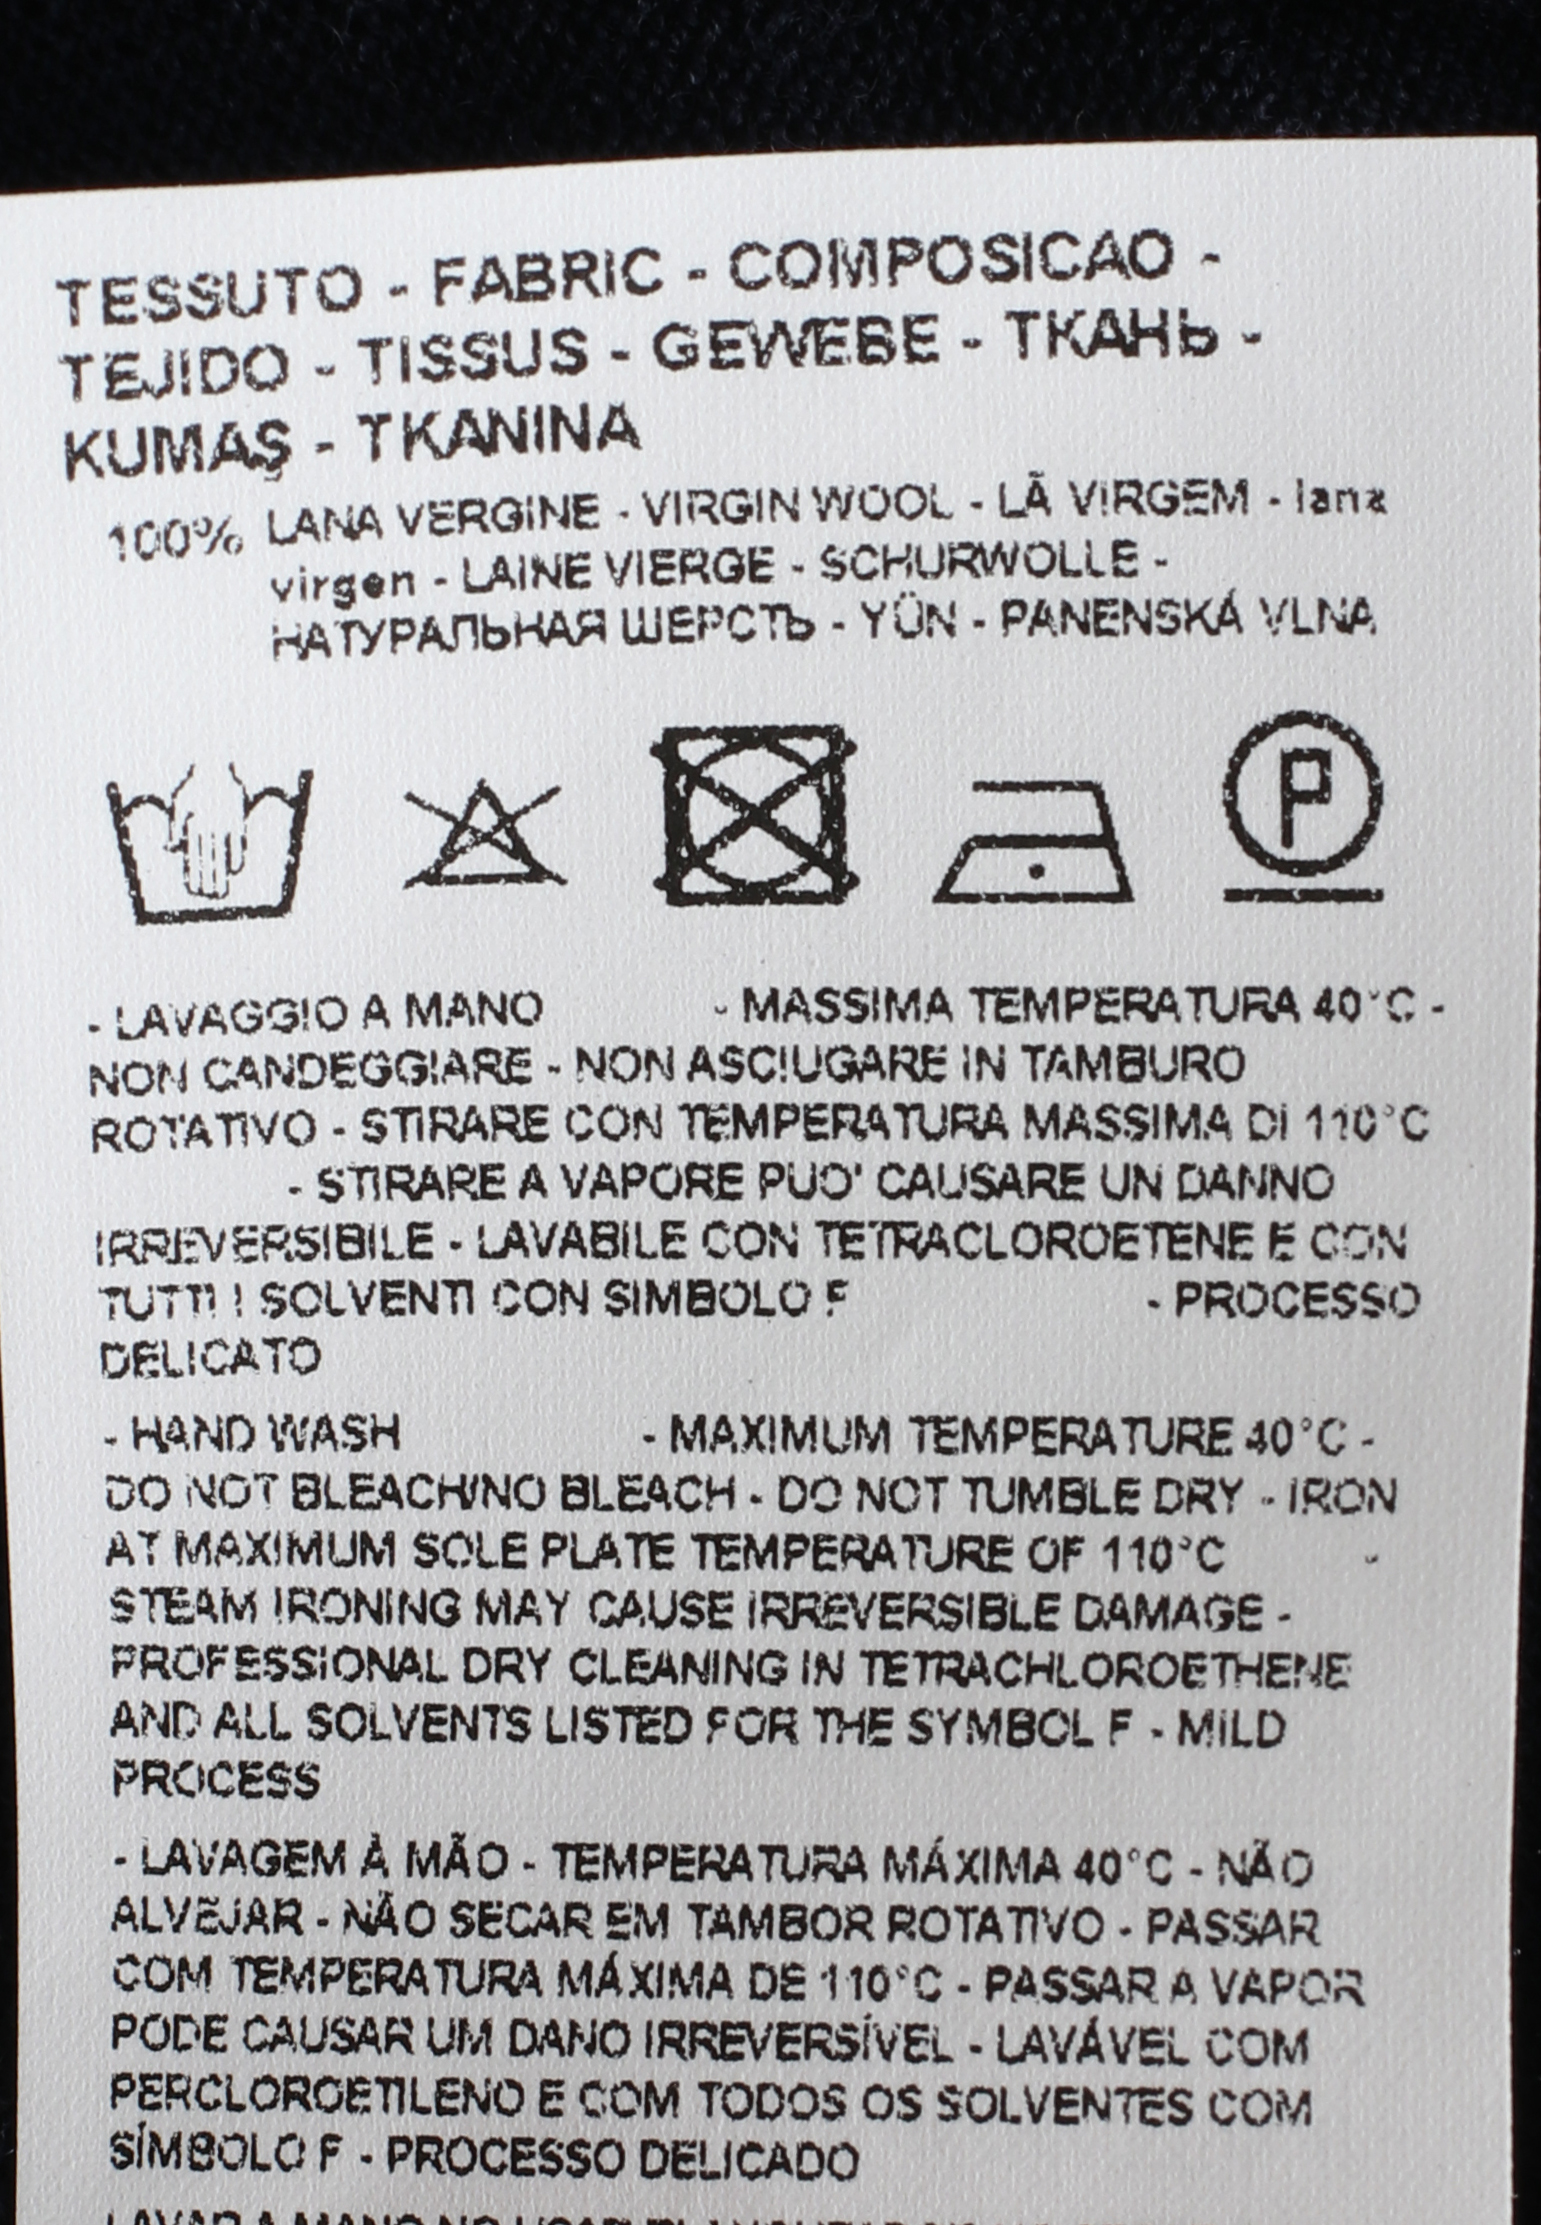 TESSUTO - FABRIC - COMPOSICAO -
TEJIDO - TISSUS - GEWEBE - ТКАНЬ -
KUMAŞ - TKANINA
100% LANA VERGINE - VIRGIN WOOL - LÃ VIRGEM - lana
virgen - LAINE VIERGE - SCHURWOLLE -
НАТУРАЛЬНАЯ ШЕРСТЬ - YÜN - PANENSKÁ VLNA
P
- LAVAGGIO A MANO - MASSIMA TEMPERATURA 40°C -
NON CANDEGGIARE - NON ASCIUGARE IN TAMBURO
ROTATIVO - STIRARE CON TEMPERATURA MASSIMA DI 110°C
- STIRARE A VAPORE PUO' CAUSARE UN DANNO
IRREVERSIBILE - LAVABILE CON TETRACLOROETENE E CON
TUTTI I SOLVENTI CON SIMBOLO F - PROCESSO
DELICATO
- HAND WASH - MAXIMUM TEMPERATURE 40°C -
DO NOT BLEACH/NO BLEACH - DO NOT TUMBLE DRY - IRON
AT MAXIMUM SOLE PLATE TEMPERATURE OF 110°C -
STEAM IRONING MAY CAUSE IRREVERSIBLE DAMAGE -
PROFESSIONAL DRY CLEANING IN TETRACHLOROETHENE
AND ALL SOLVENTS LISTED FOR THE SYMBOL F - MILD
PROCESS
- LAVAGEM À MÃO - TEMPERATURA MÁXIMA 40°C - NÃO
ALVEJAR - NÃO SECAR EM TAMBOR ROTATIVO - PASSAR
COM TEMPERATURA MÁXIMA DE 110°C - PASSAR A VAPOR
PODE CAUSAR UM DANO IRREVERSÍVEL - LAVÁVEL COM
PERCLOROETILENO E COM TODOS OS SOLVENTES COM
SÍMBOLO F - PROCESSO DELICADO